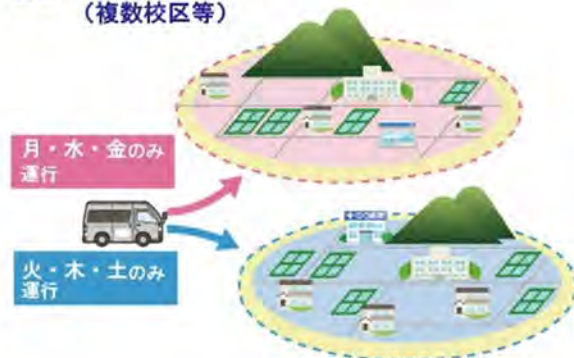 （複数校区等）
月・水・金のみ
運行
火・木・土のみ
運行